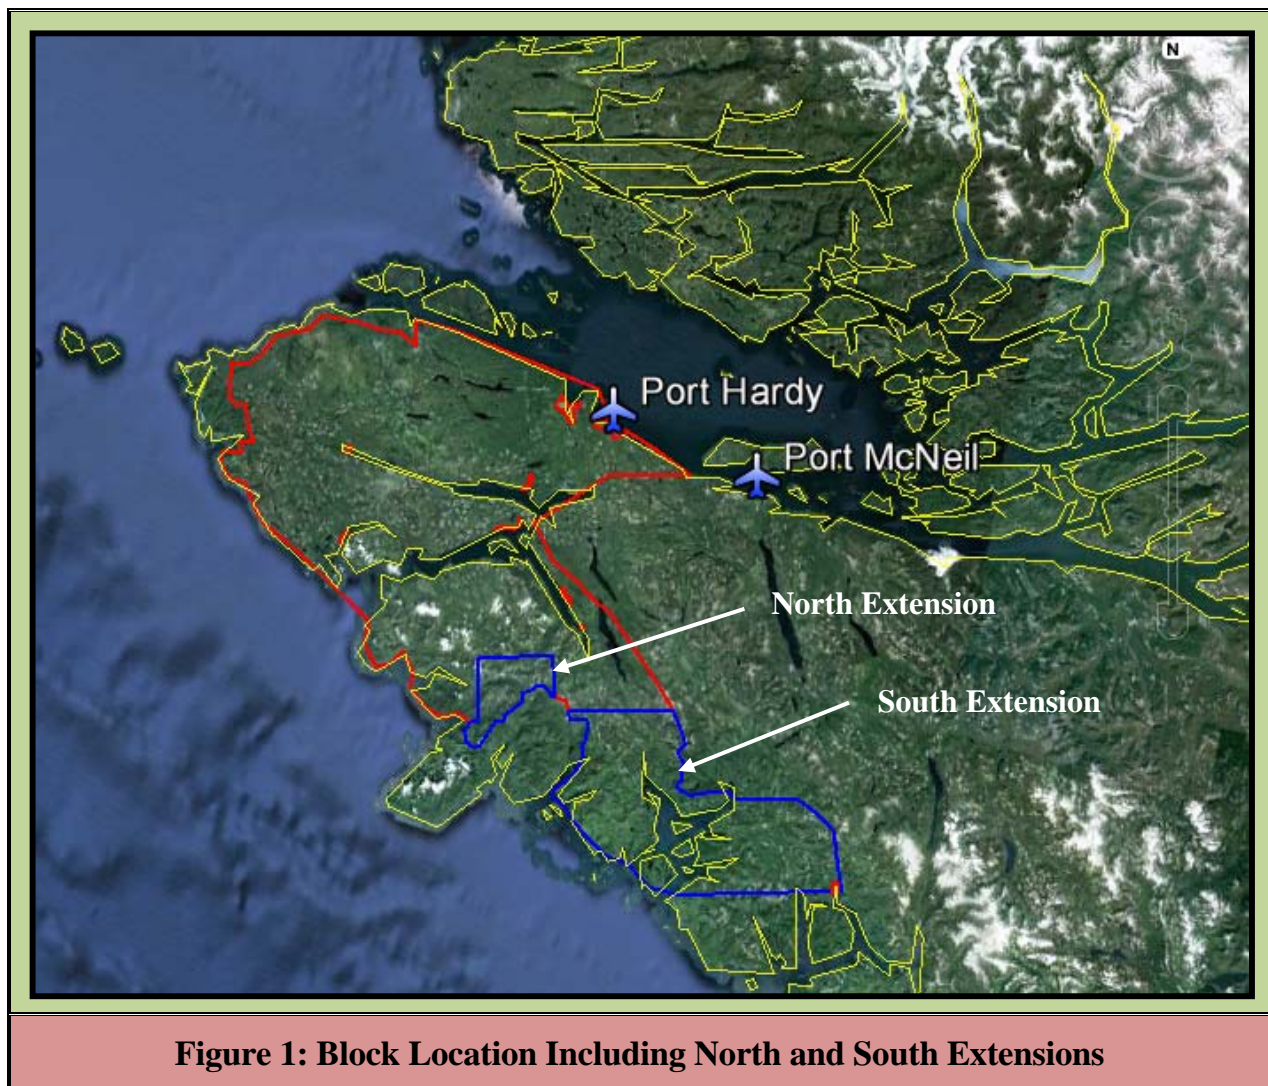 N
Port Hardy
Port McNeil
North Extension
South Extension
Figure 1: Block Location Including North and South Extensions